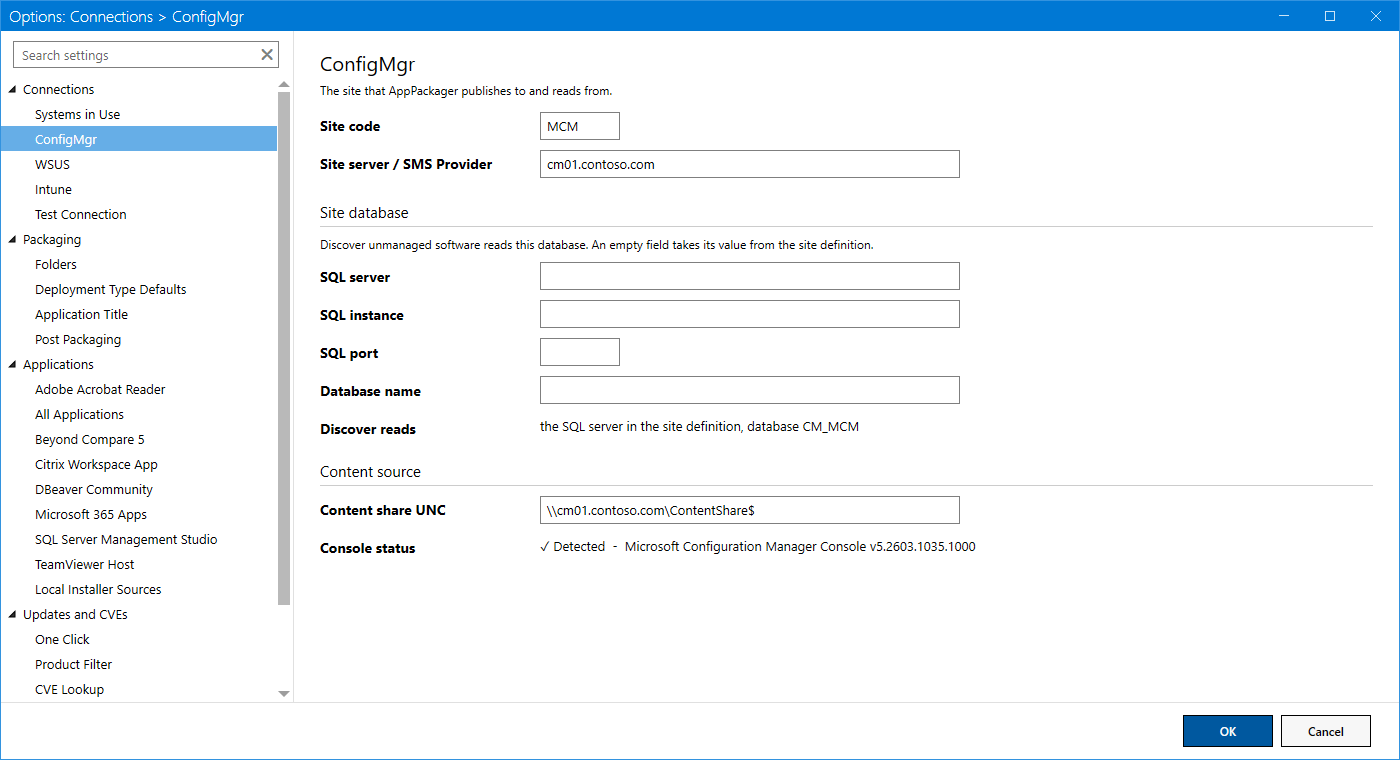 Options: Connections > ConfigMgr
Search settings
Connections
Systems in Use
ConfigMgr
WSUS
Intune
Test Connection
Packaging
Folders
Deployment Type Defaults
Application Title
Post Packaging
Applications
Adobe Acrobat Reader
All Applications
Beyond Compare 5
Citrix Workspace App
DBeaver Community
Microsoft 365 Apps
SQL Server Management Studio
TeamViewer Host
Local Installer Sources
Updates and CVEs
One Click
Product Filter
CVE Lookup
ConfigMgr
The site that AppPackager publishes to and reads from.
Site code MCM
Site server / SMS Provider cm01.contoso.com
Site database
Discover unmanaged software reads this database. An empty field takes its value from the site definition.
SQL server
SQL instance
SQL port
Database name
Discover reads the SQL server in the site definition, database CM_MCM
Content source
Content share UNC \\cm01.contoso.com\ContentShare$
Console status ✓ Detected - Microsoft Configuration Manager Console v5.2603.1035.1000
OK Cancel